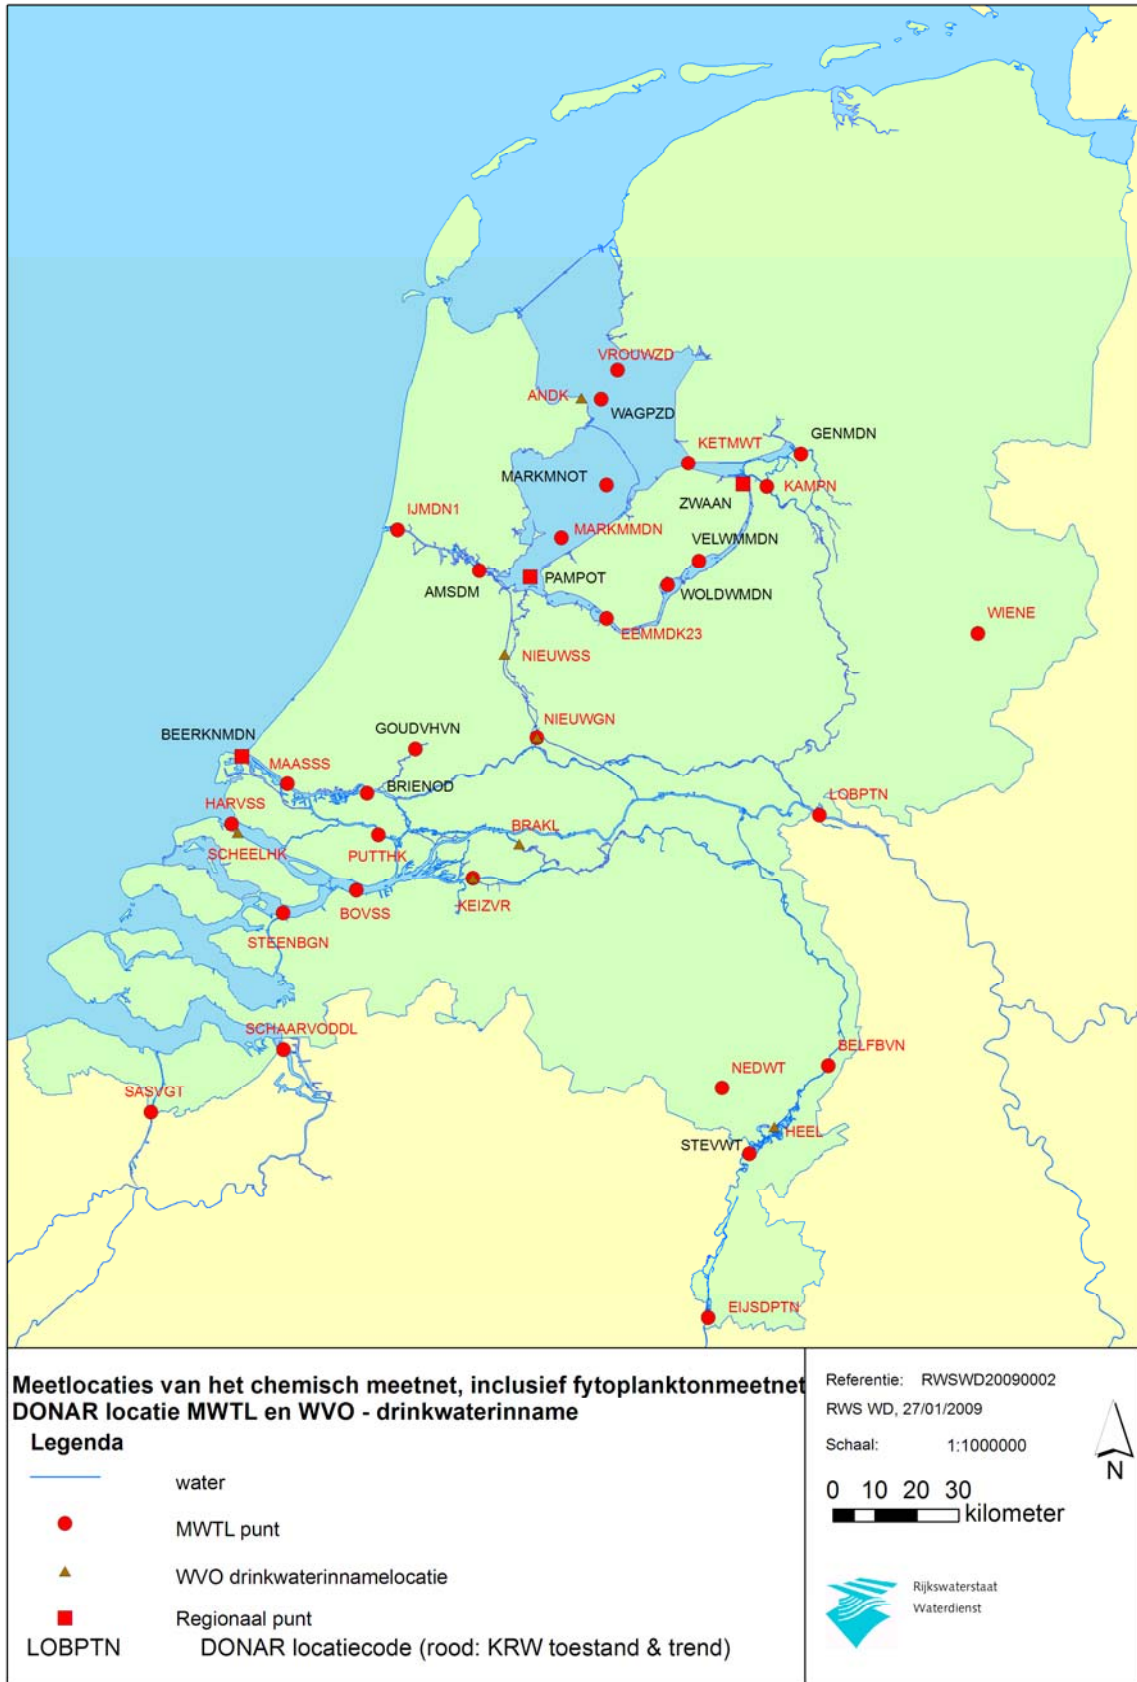 VROUWZD
ANDK
WAGPZD
GENMDN
KETMWT
MARKMNOT
ZWAAN
KAMPN
IJMDN1
MARKMMDN
VELWMMDN
AMSDM
PAMPOT
WOLDWMDN
EEMMDK23
WIENE
NIEUWSS
NIEUWGN
GOUDVHVN
BEERKNMDN
MAASSS
BRIENOD
HARVSS
LOBPTN
BRAKL
SCHEELHK
PUTTHK
KEIZVR
BOVSS
STEENBGN
SCHAARVODDL
BELFBVN
NEDWT
SASVGT
HEEL
STEVWT
EIJSDPTN
Meetlocaties van het chemisch meetnet, inclusief fytoplanktonmeetnet
DONAR locatie MWTL en WVO - drinkwaterinname
Legenda
water
MWTL punt
WVO drinkwaterinnamelocatie
Regionaal punt
LOBPTN DONAR locatiecode (rood: KRW toestand & trend)
Referentie: RWSWD20090002
RWS WD, 27/01/2009
Schaal: 1:1000000
N
0 10 20 30
kilometer
Rijkswaterstaat
Waterdienst